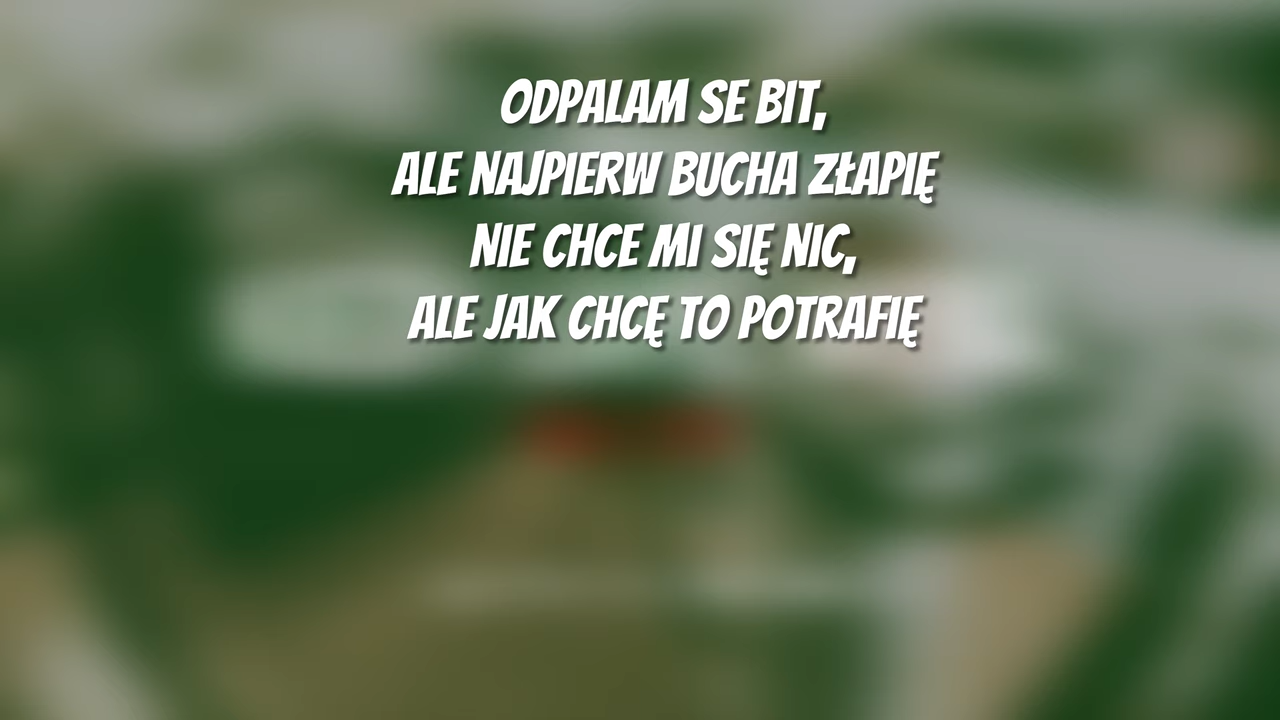 ODPALAM SE BIT,
ALE NAJPIERW BUCHA ZŁAPIĘ
NIE CHCE MI SIĘ NIC,
ALE JAK CHCĘ TO POTRAFIĘ